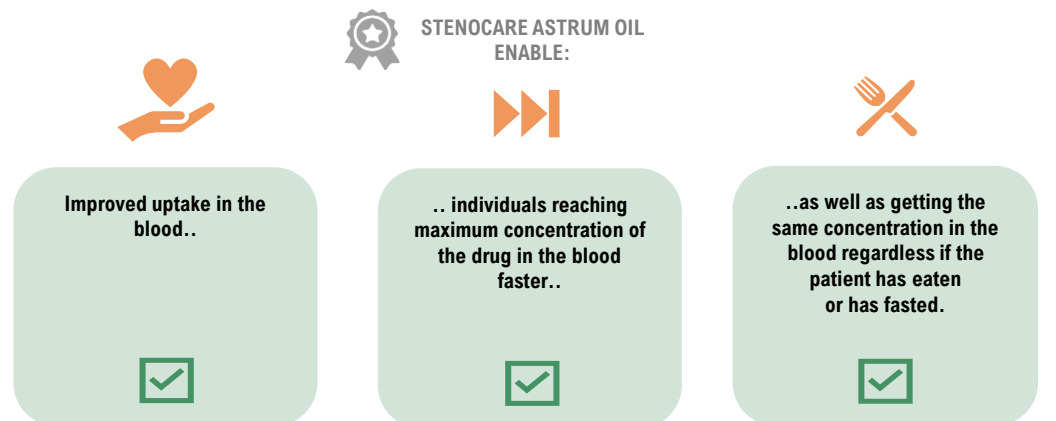 STENOCARE ASTRUM OIL
ENABLE:
Improved uptake in the
blood..
.. individuals reaching
maximum concentration of
the drug in the blood
faster..
..as well as getting the
same concentration in the
blood regardless if the
patient has eaten
or has fasted.